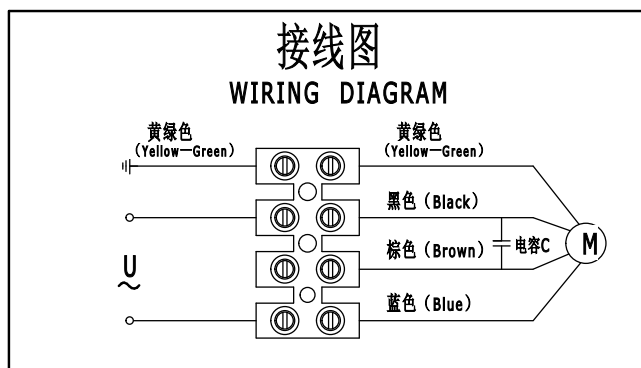 接线图
WIRING DIAGRAM
黄绿色
(Yellow—Green)
黄绿色
(Yellow—Green)
黑色（Black）
棕色（Brown）
电容C
M
U
~
蓝色（Blue）